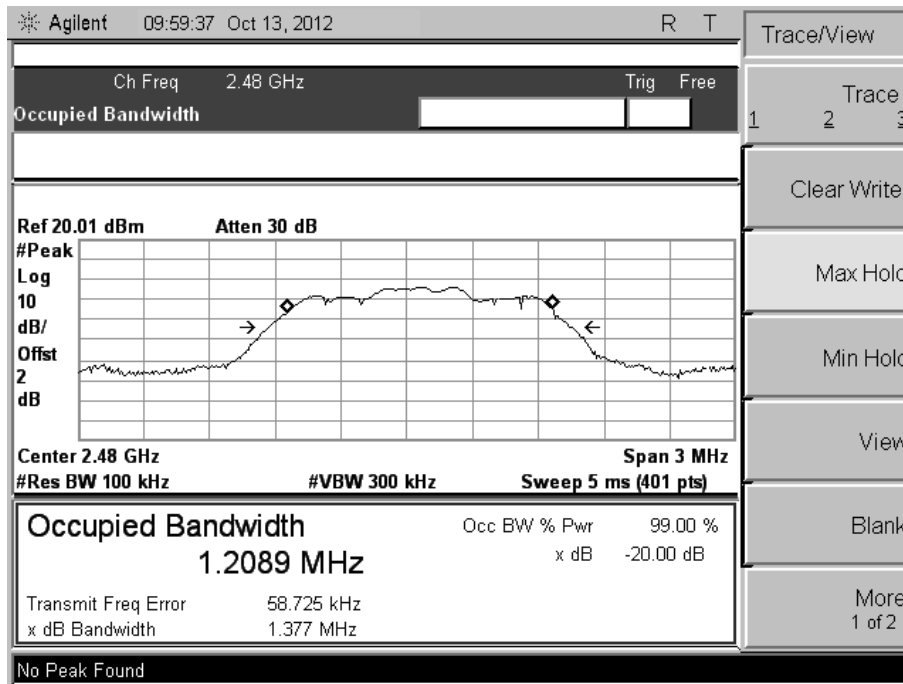 Agilent 09:59:37 Oct 13, 2012 R T
Trace/View
Ch Freq 2.48 GHz Trig Free
Occupied Bandwidth
Trace
1 2 3
Clear Write
Max Hold
Min Hold
View
Blank
More
1 of 2
Ref 20.01 dBm Atten 30 dB
#Peak
Log
10
dB/
Offst
2
dB
Center 2.48 GHz Span 3 MHz
#Res BW 100 kHz #VBW 300 kHz Sweep 5 ms (401 pts)
Occupied Bandwidth Occ BW % Pwr 99.00 %
1.2089 MHz x dB -20.00 dB
Transmit Freq Error 58.725 kHz
x dB Bandwidth 1.377 MHz
No Peak Found